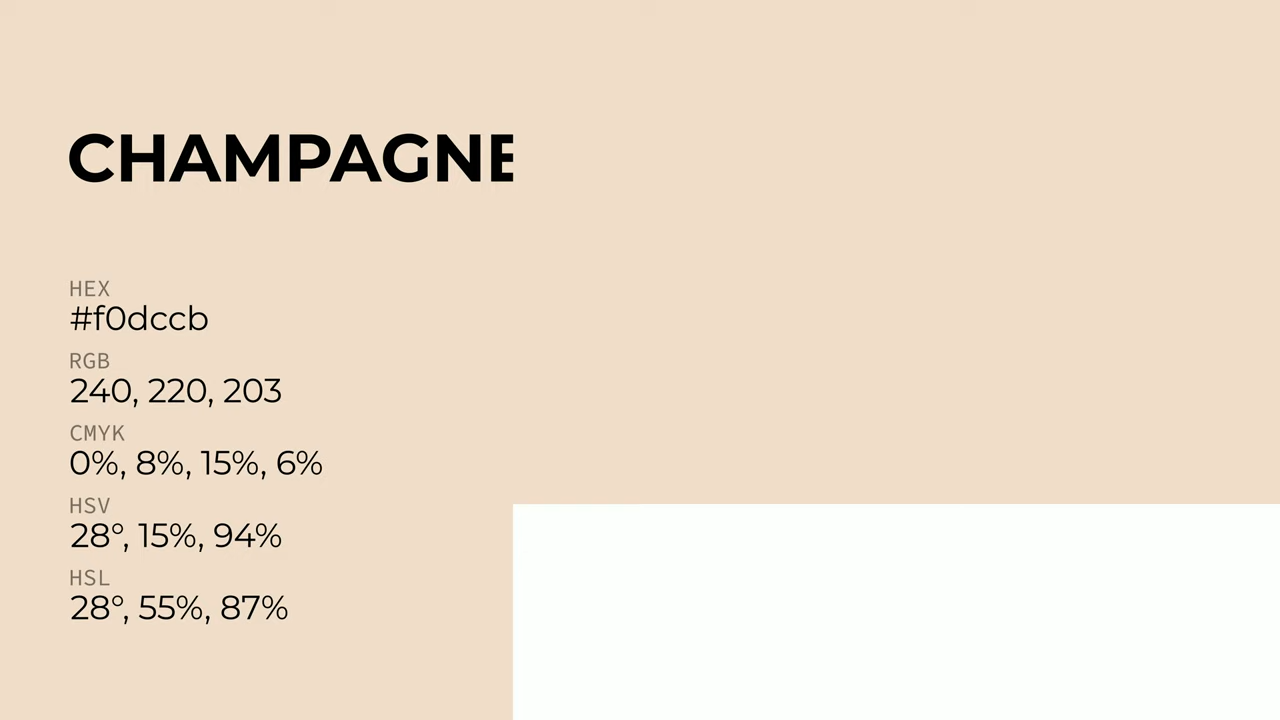 CHAMPAGNE
HEX
#f0dccb
RGB
240, 220, 203
CMYK
0%, 8%, 15%, 6%
HSV
28°, 15%, 94%
HSL
28°, 55%, 87%